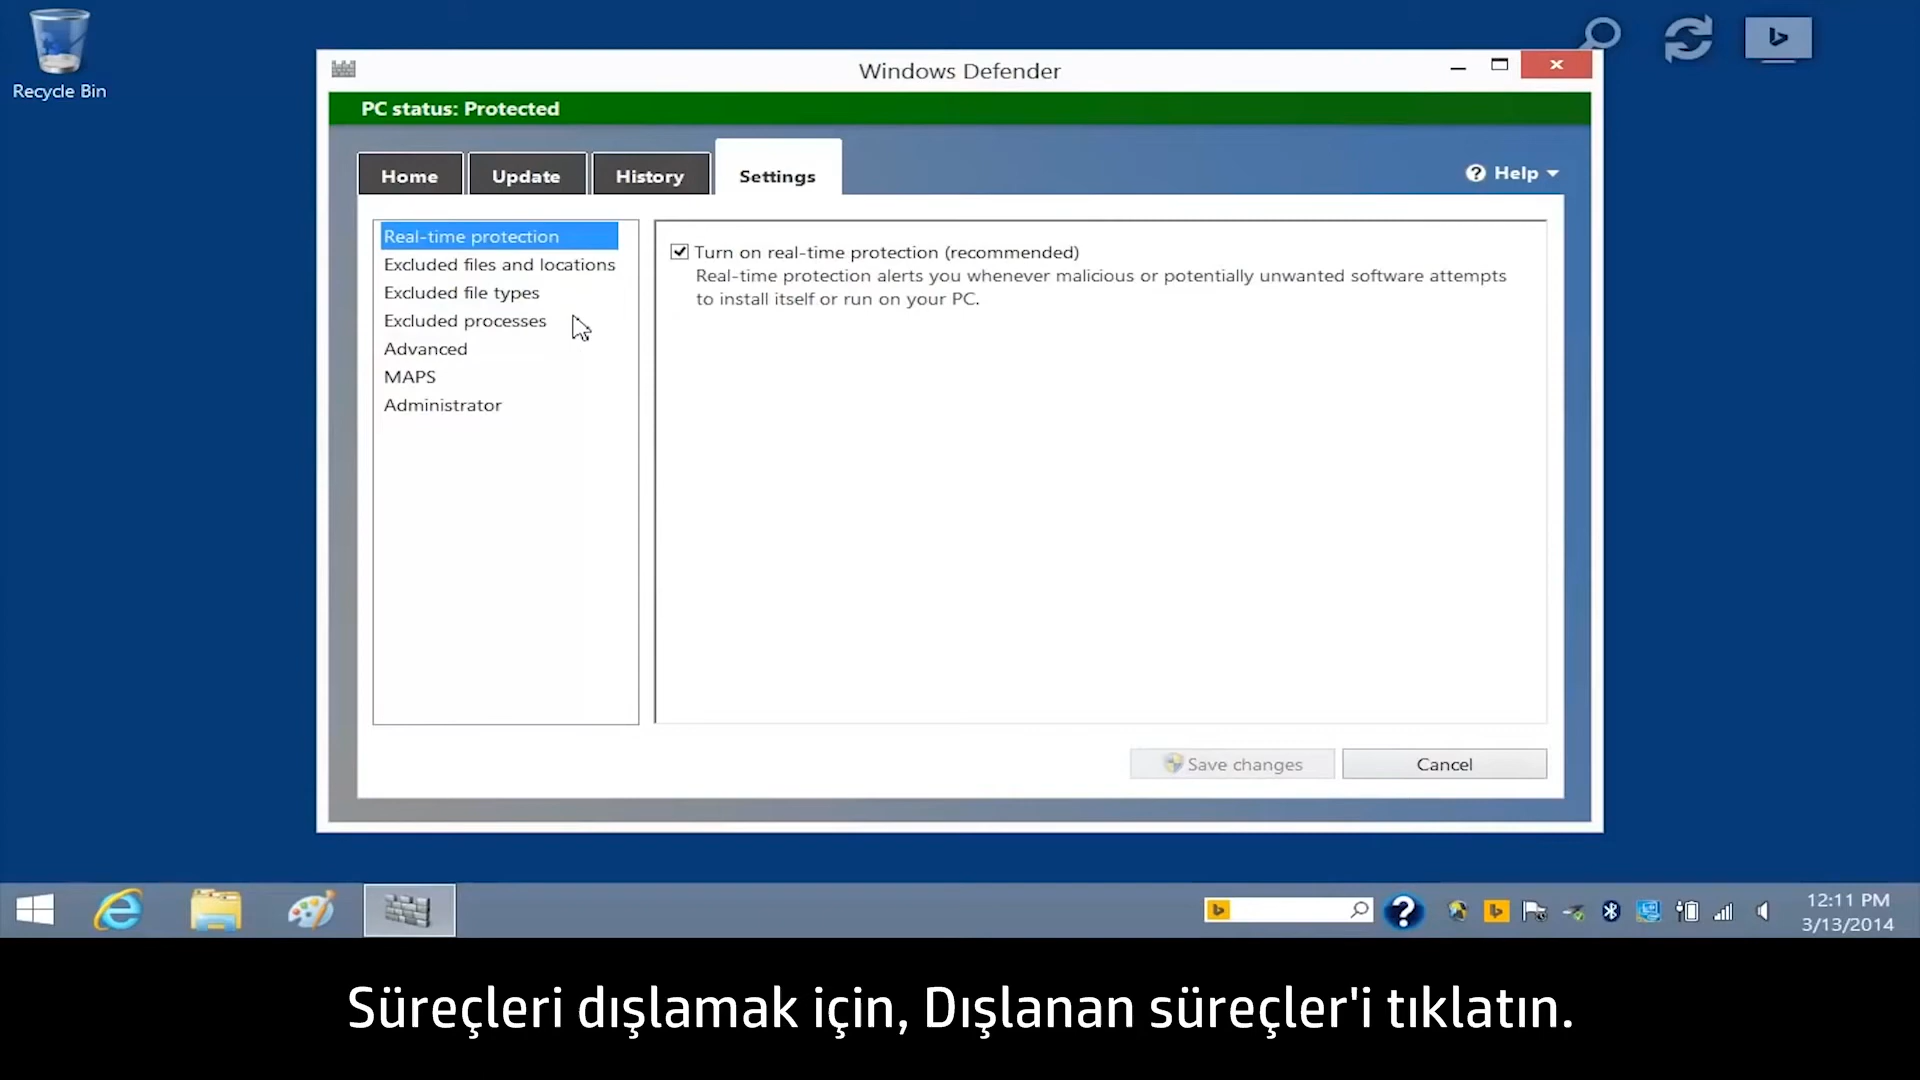 Recycle Bin
Windows Defender
PC status: Protected
Home
Update
History
Settings
Help
Real-time protection
Excluded files and locations
Excluded file types
Excluded processes
Advanced
MAPS
Administrator
Turn on real-time protection (recommended)
Real-time protection alerts you whenever malicious or potentially unwanted software attempts
to install itself or run on your PC.
Save changes
Cancel
12:11 PM
3/13/2014
Süreçleri dışlamak için, Dışlanan süreçler'i tıklatın.